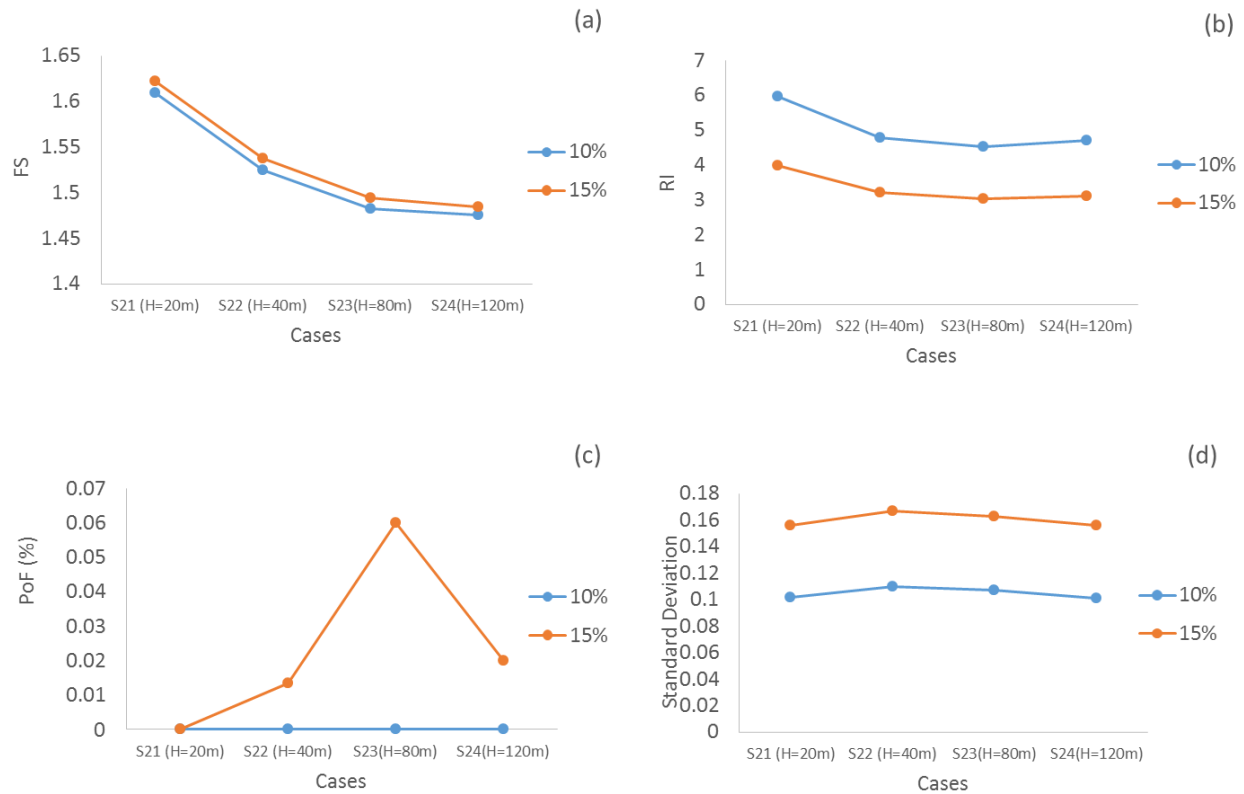 (a)
1.65
1.6
1.55
1.5
1.45
1.4
FS
S21 (H=20m) S22 (H=40m) S23(H=80m) S24(H=120m)
Cases
10%
15%
(b)
7
6
5
4
3
2
1
0
RI
S21 (H=20m) S22 (H=40m) S23(H=80m) S24(H=120m)
Cases
10%
15%
(c)
0.07
0.06
0.05
0.04
0.03
0.02
0.01
0
PoF (%)
S21 (H=20m) S22 (H=40m) S23(H=80m) S24(H=120m)
Cases
10%
15%
(d)
0.18
0.16
0.14
0.12
0.1
0.08
0.06
0.04
0.02
0
Standard Deviation
S21 (H=20m) S22 (H=40m) S23(H=80m) S24(H=120m)
Cases
10%
15%